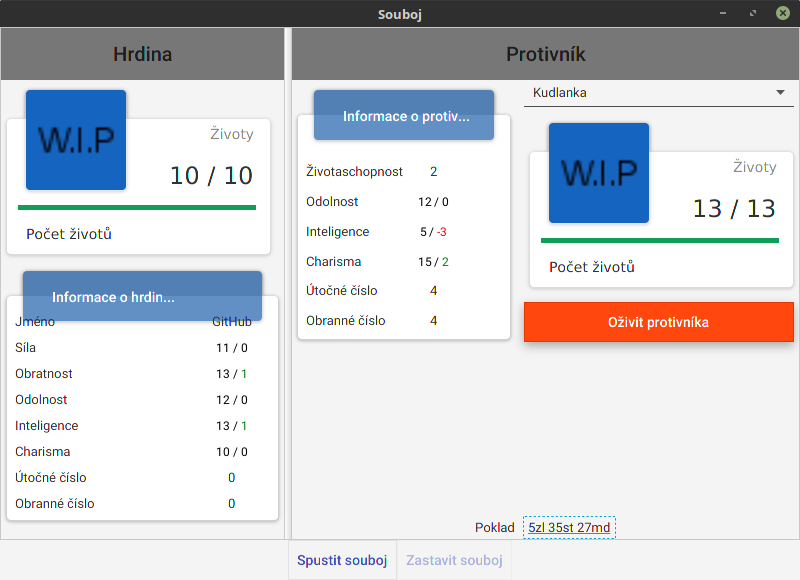 Souboj
Hrdina
W.I.P
Životy
10 / 10
Počet životů
Informace o hrdin...
Jméno GitHub
Síla 11 / 0
Obratnost 13 / 1
Odolnost 12 / 0
Inteligence 13 / 1
Charisma 10 / 0
Útočné číslo 0
Obranné číslo 0
Protivník
Informace o protiv...
Životaschopnost 2
Odolnost 12 / 0
Inteligence 5 / -3
Charisma 15 / 2
Útočné číslo 4
Obranné číslo 4
Kudlanka
W.I.P
Životy
13 / 13
Počet životů
Oživit protivníka
Poklad 5zl 35st 27md
Spustit souboj Zastavit souboj